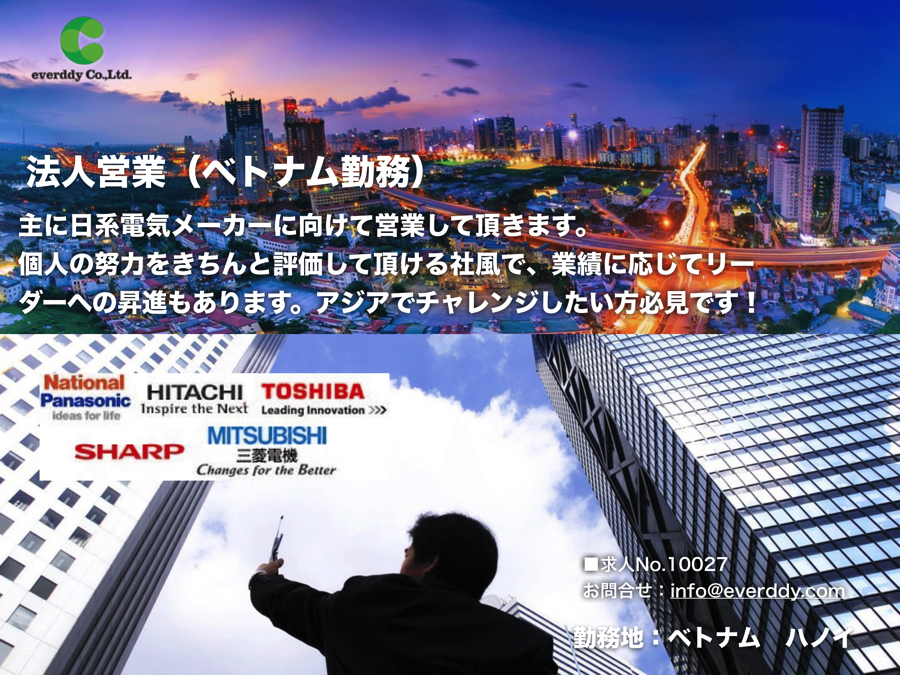 everddy Co.,Ltd.
法人営業（ベトナム勤務）
主に日系電気メーカーに向けて営業して頂きます。
個人の努力をきちんと評価して頂ける社風で、業績に応じてリー
ダーへの昇進もあります。アジアでチャレンジしたい方必見です！
National
Panasonic
ideas for life
HITACHI
Inspire the Next
TOSHIBA
Leading Innovation >>>
SHARP
MITSUBISHI
三菱電機
Changes for the Better
■求人No.10027
お問合せ：info@everddy.com
勤務地：ベトナム　ハノイ